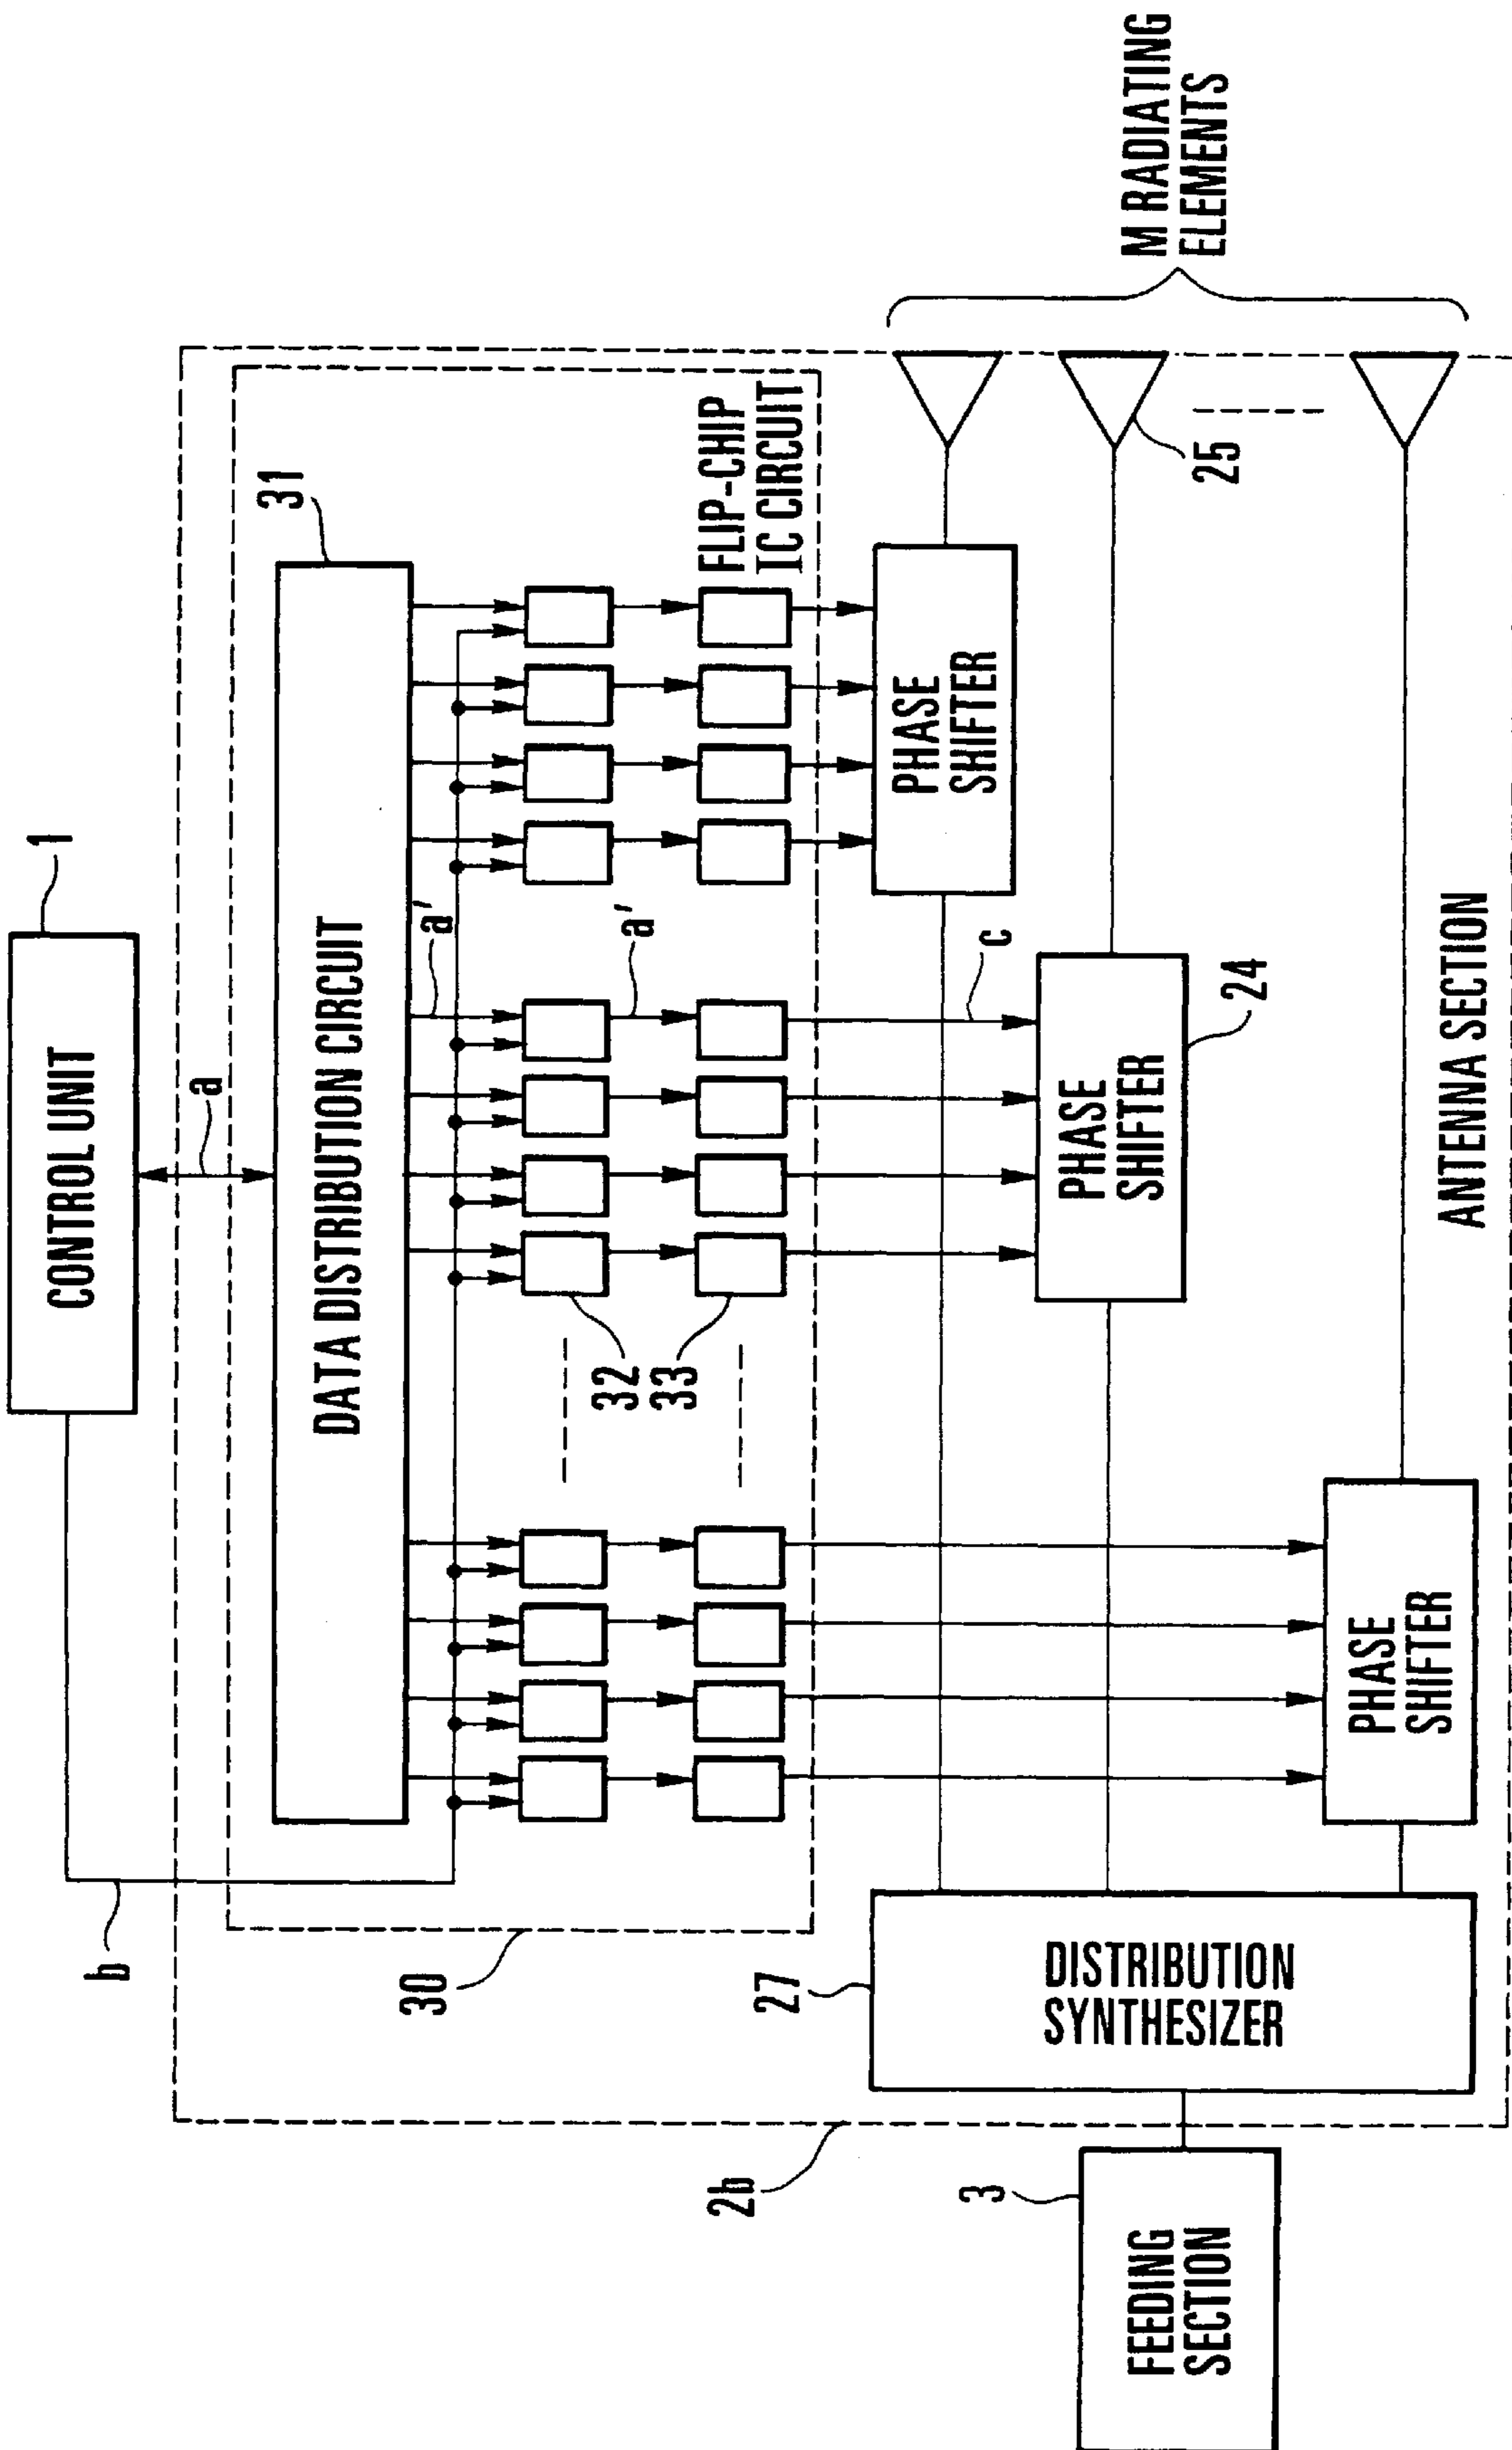 CONTROL UNIT
1
b
a
30
31
DATA DISTRIBUTION CIRCUIT
a'
a'
32
33
FLIP-CHIP
IC CIRCUIT
c
27
DISTRIBUTION
SYNTHESIZER
PHASE
SHIFTER
PHASE
SHIFTER
24
PHASE
SHIFTER
25
M RADIATING
ELEMENTS
2b
3
FEEDING
SECTION
ANTENNA SECTION